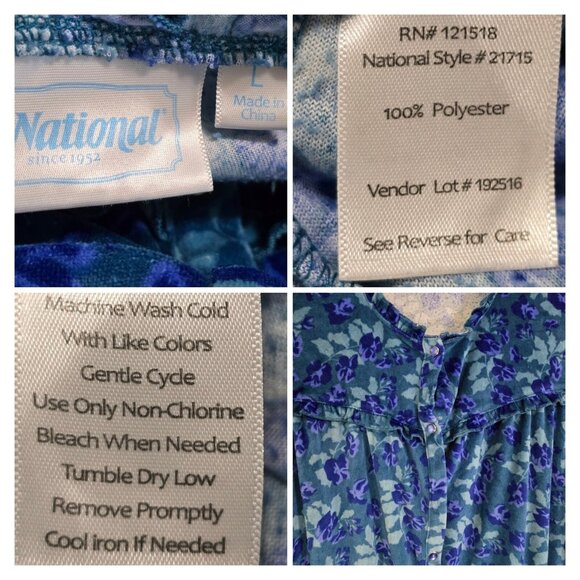 National
since 1952
L
Made in
China
RN# 121518
National Style # 21715
100% Polyester
Vendor Lot # 192516
See Reverse for Care
Machine Wash Cold
With Like Colors
Gentle Cycle
Use Only Non-Chlorine
Bleach When Needed
Tumble Dry Low
Remove Promptly
Cool iron If Needed